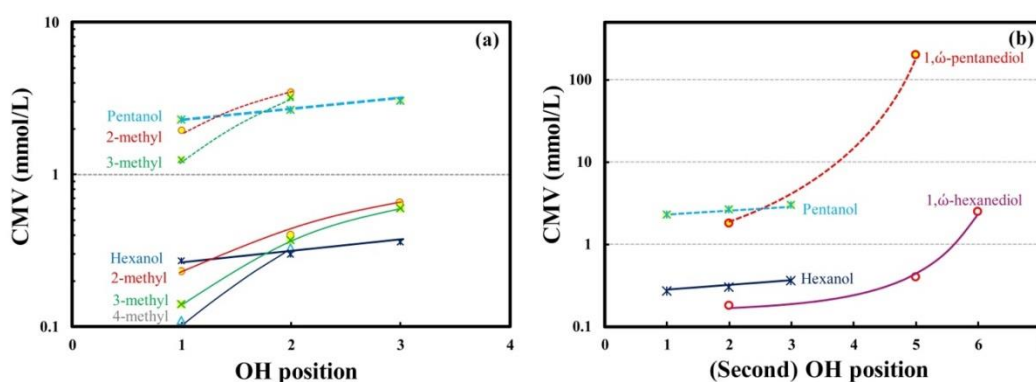 (a)
CMV (mmol/L)
10
1
0.1
Pentanol
2-methyl
3-methyl
Hexanol
2-methyl
3-methyl
4-methyl
0 1 2 3 4
OH position
(b)
CMV (mmol/L)
100
10
1
0.1
1,ώ-pentanediol
Pentanol
1,ώ-hexanediol
Hexanol
0 1 2 3 4 5 6 7
(Second) OH position